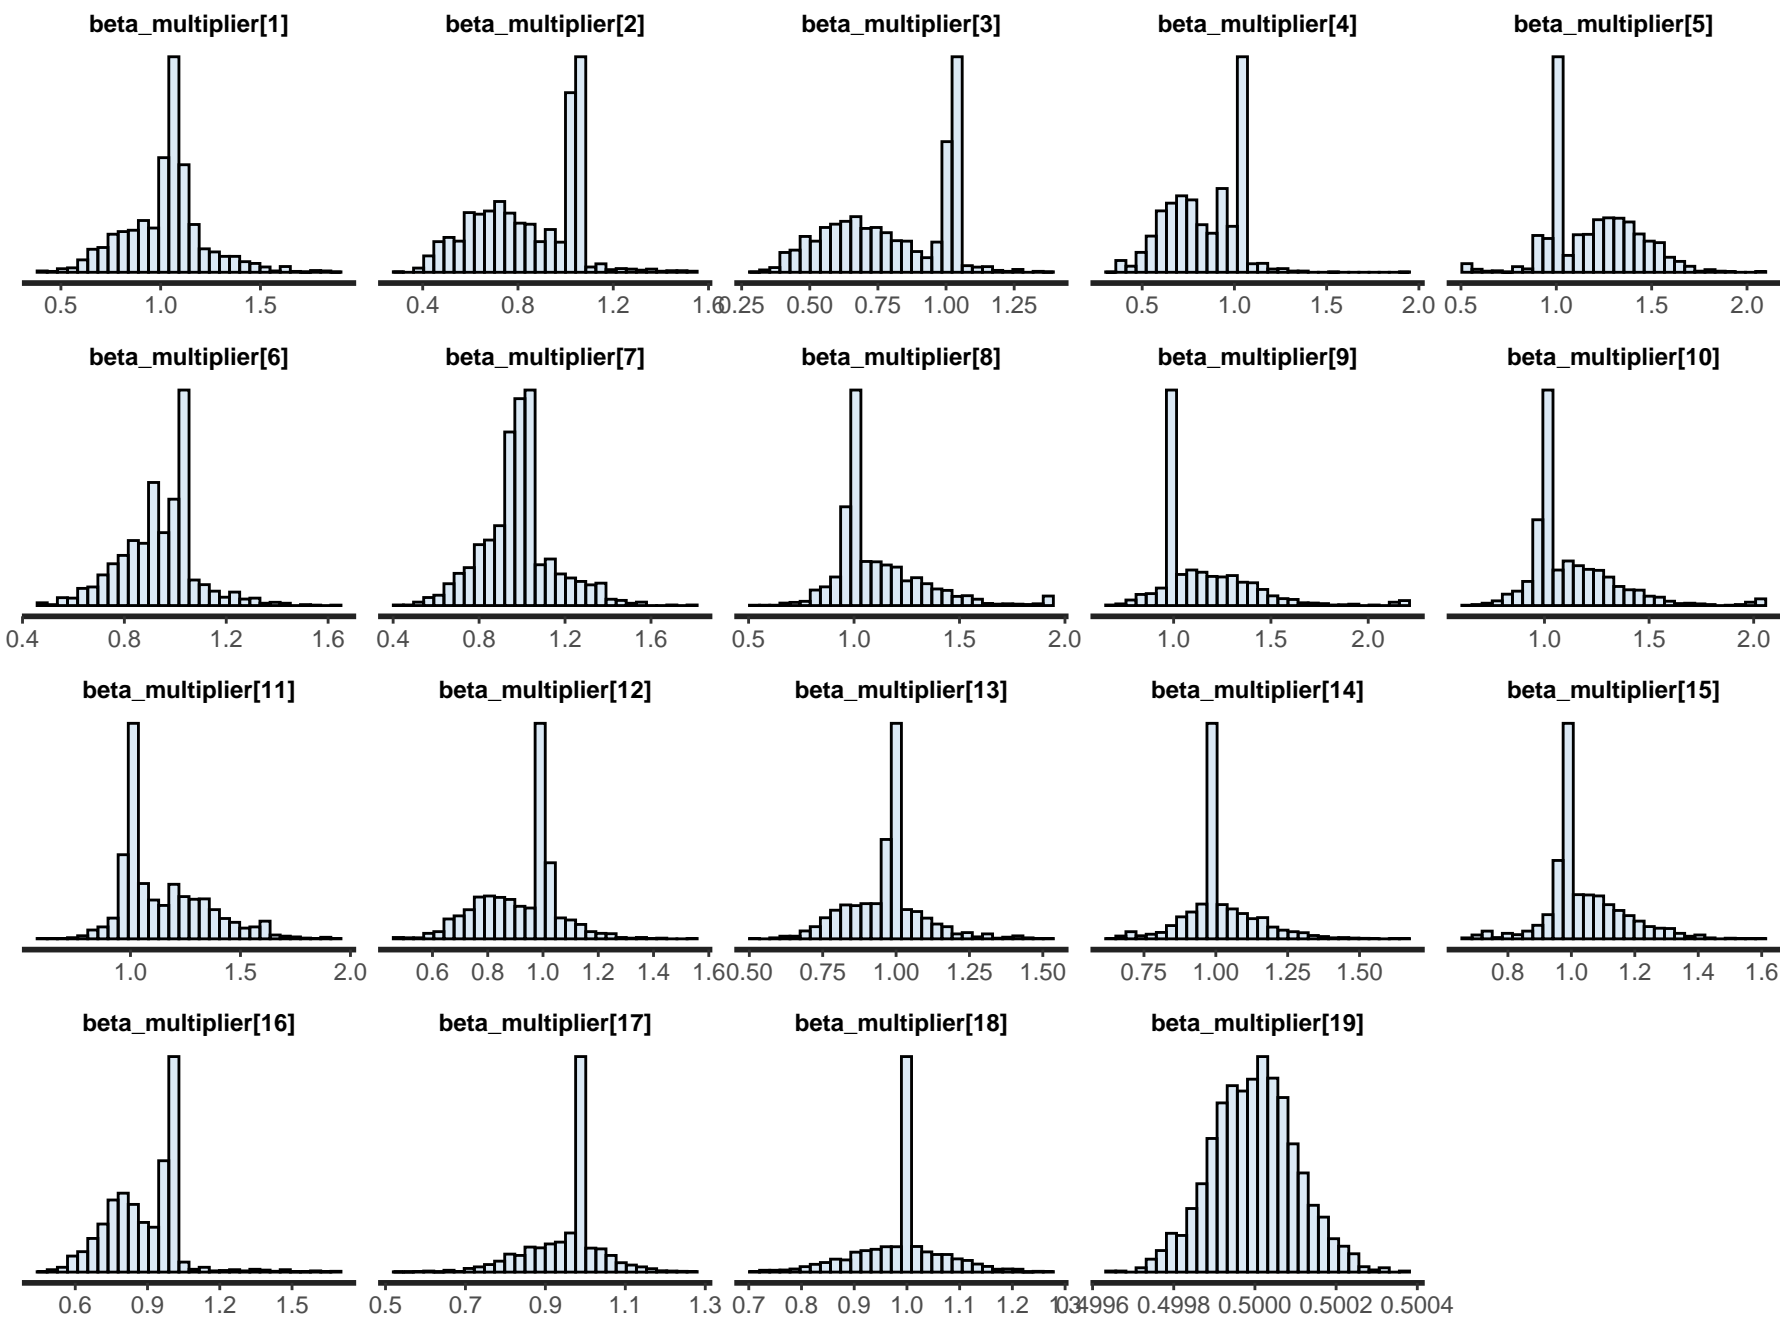 beta_multiplier[1] beta_multiplier[2] beta_multiplier[3] beta_multiplier[4] beta_multiplier[5]
0.5 1.0 1.5 0.4 0.8 1.2 1.6 0.25 0.50 0.75 1.00 1.25 0.5 1.0 1.5 2.0 0.5 1.0 1.5 2.0
beta_multiplier[6] beta_multiplier[7] beta_multiplier[8] beta_multiplier[9] beta_multiplier[10]
0.4 0.8 1.2 1.6 0.4 0.8 1.2 1.6 0.5 1.0 1.5 2.0 1.0 1.5 2.0 1.0 1.5 2.0
beta_multiplier[11] beta_multiplier[12] beta_multiplier[13] beta_multiplier[14] beta_multiplier[15]
1.0 1.5 2.0 0.6 0.8 1.0 1.2 1.4 1.6 0.50 0.75 1.00 1.25 1.50 0.75 1.00 1.25 1.50 0.8 1.0 1.2 1.4 1.6
beta_multiplier[16] beta_multiplier[17] beta_multiplier[18] beta_multiplier[19]
0.6 0.9 1.2 1.5 0.5 0.7 0.9 1.1 1.3 0.7 0.8 0.9 1.0 1.1 1.2 1.3 0.4996 0.4998 0.5000 0.5002 0.5004